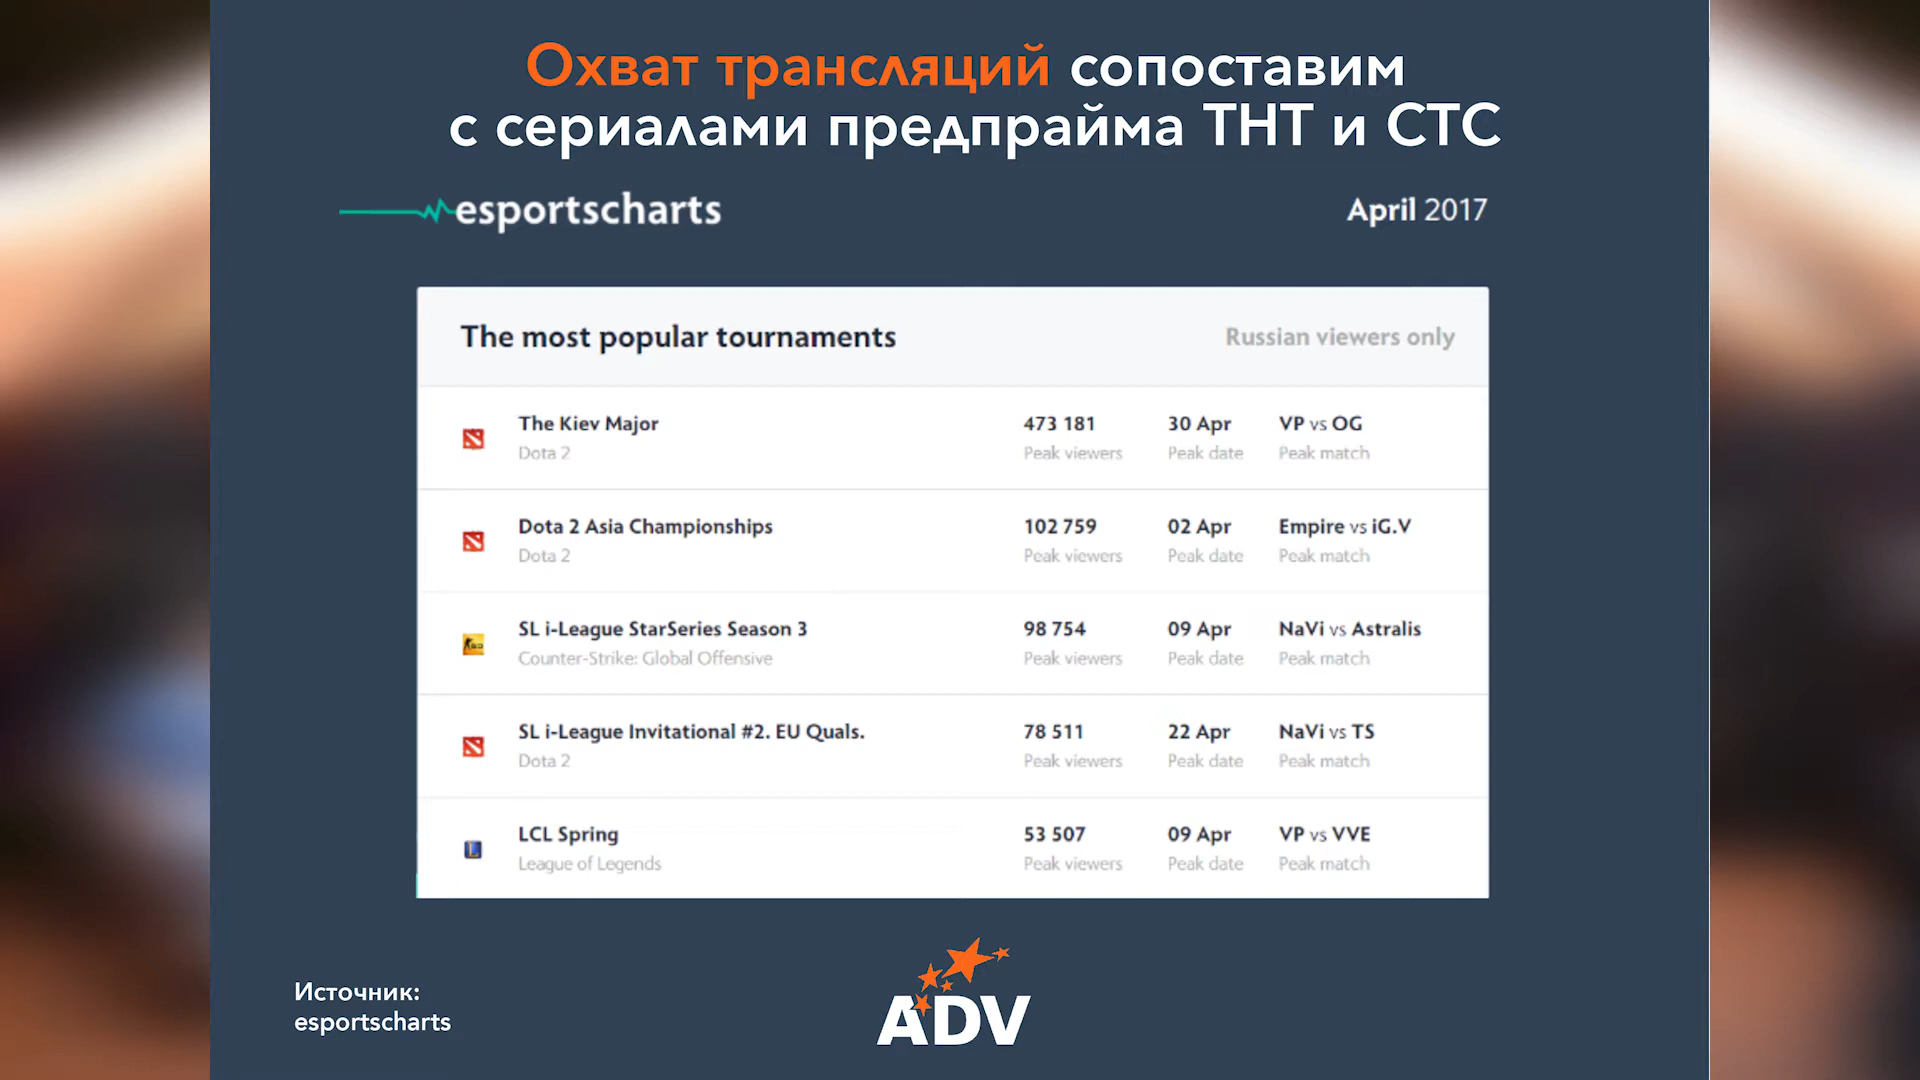 Охват трансляций сопоставим
с сериалами предпрайма ТНТ и СТС
esportscharts
April 2017
The most popular tournaments
Russian viewers only
The Kiev Major 473 181 30 Apr VP vs OG
Dota 2 Peak viewers Peak date Peak match
Dota 2 Asia Championships 102 759 02 Apr Empire vs iG.V
Dota 2 Peak viewers Peak date Peak match
SL i-League StarSeries Season 3 98 754 09 Apr NaVi vs Astralis
Counter-Strike: Global Offensive Peak viewers Peak date Peak match
SL i-League Invitational #2. EU Quals. 78 511 22 Apr NaVi vs TS
Dota 2 Peak viewers Peak date Peak match
LCL Spring 53 507 09 Apr VP vs VVE
League of Legends Peak viewers Peak date Peak match
Источник:
esportscharts
ADV